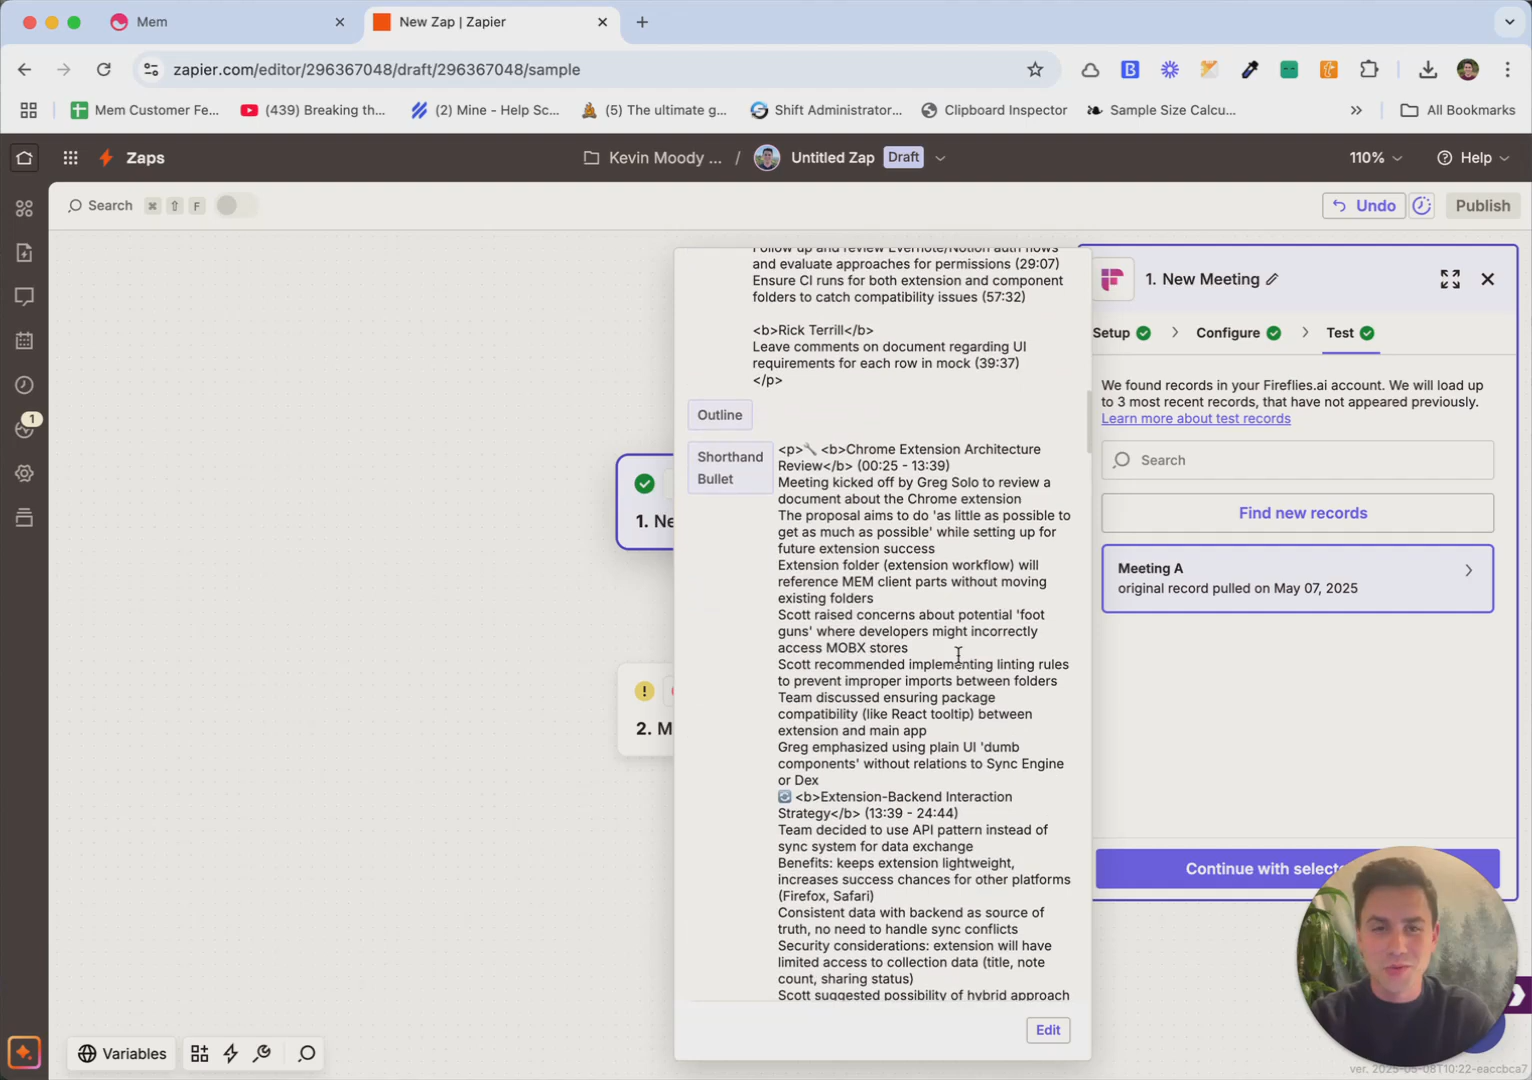 Mem
New Zap | Zapier
zapier.com/editor/296367048/draft/296367048/sample
Mem Customer Fe...
(439) Breaking th...
(2) Mine - Help Sc...
(5) The ultimate g...
Shift Administrator...
Clipboard Inspector
Sample Size Calcu...
All Bookmarks
Zaps
Kevin Moody ...
/
Untitled Zap
Draft
110%
Help
Search
⌘ ⇧ F
Undo
Publish
1
1. Ne
2. M
Follow up and review Evernote/Notion auth flows
and evaluate approaches for permissions (29:07)
Ensure CI runs for both extension and component
folders to catch compatibility issues (57:32)
<b>Rick Terrill</b>
Leave comments on document regarding UI
requirements for each row in mock (39:37)
</p>
Outline
Shorthand
Bullet
<p>🔧 <b>Chrome Extension Architecture
Review</b> (00:25 - 13:39)
Meeting kicked off by Greg Solo to review a
document about the Chrome extension
The proposal aims to do 'as little as possible to
get as much as possible' while setting up for
future extension success
Extension folder (extension workflow) will
reference MEM client parts without moving
existing folders
Scott raised concerns about potential 'foot
guns' where developers might incorrectly
access MOBX stores
Scott recommended implementing linting rules
to prevent improper imports between folders
Team discussed ensuring package
compatibility (like React tooltip) between
extension and main app
Greg emphasized using plain UI 'dumb
components' without relations to Sync Engine
or Dex
🔄 <b>Extension-Backend Interaction
Strategy</b> (13:39 - 24:44)
Team decided to use API pattern instead of
sync system for data exchange
Benefits: keeps extension lightweight,
increases success chances for other platforms
(Firefox, Safari)
Consistent data with backend as source of
truth, no need to handle sync conflicts
Security considerations: extension will have
limited access to collection data (title, note
count, sharing status)
Scott suggested possibility of hybrid approach
Edit
1. New Meeting
Setup
Configure
Test
We found records in your Fireflies.ai account. We will load up
to 3 most recent records, that have not appeared previously.
Learn more about test records
Search
Find new records
Meeting A
original record pulled on May 07, 2025
Continue with selecte
Variables
ver. 2025-05-08T10:22-eaccbca7